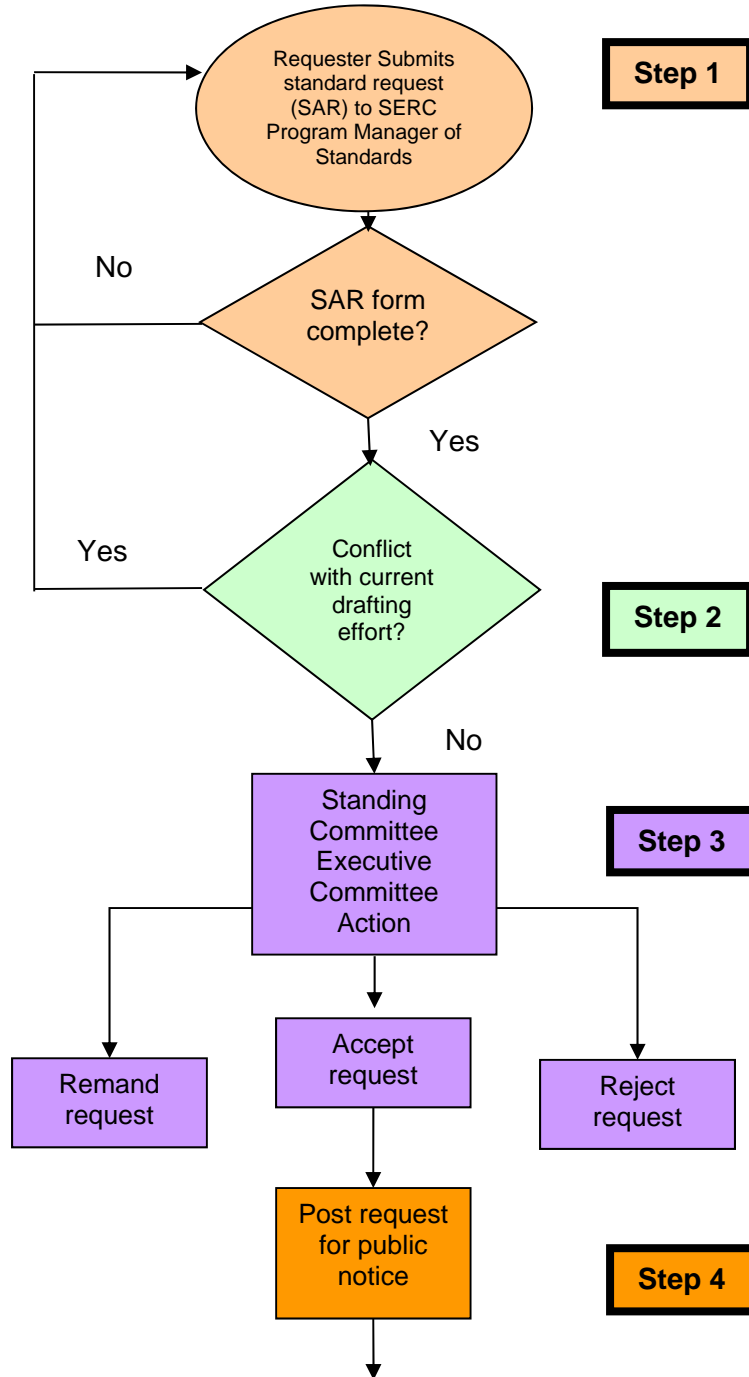 Requester Submits
standard request
(SAR) to SERC
Program Manager of
Standards
Step 1
No
SAR form
complete?
Yes
Yes
Conflict
with current
drafting
effort?
Step 2
No
Standing
Committee
Executive
Committee
Action
Step 3
Remand
request
Accept
request
Reject
request
Post request
for public
notice
Step 4